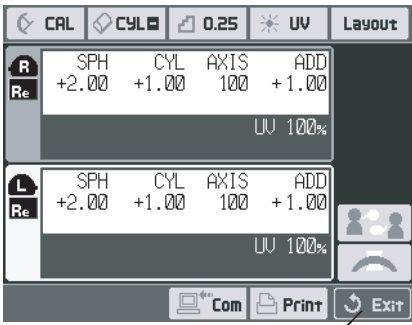 CAL CYL 0.25 UV Layout
R SPH CYL AXIS ADD
Re +2.00 +1.00 100 +1.00
UV 100%
L SPH CYL AXIS ADD
Re +2.00 +1.00 100 +1.00
UV 100%
Com Print Exit